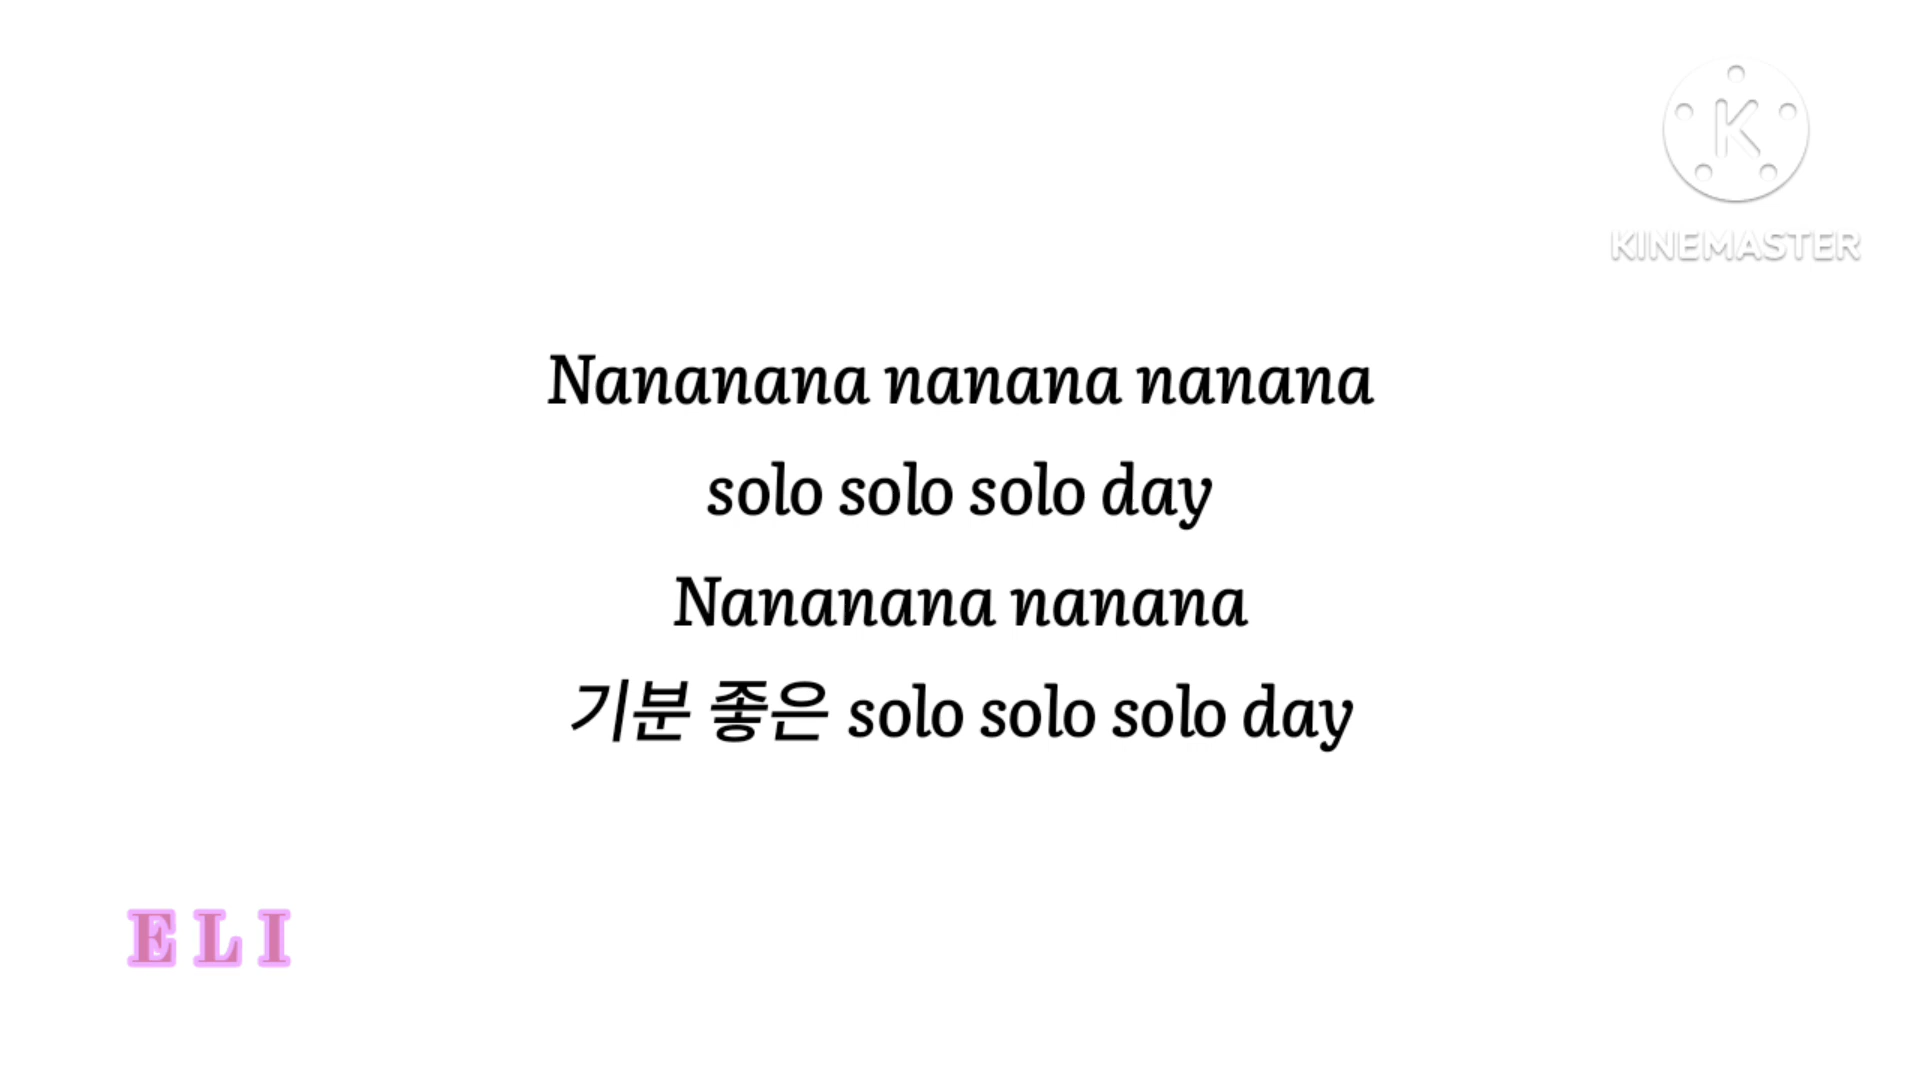 K
KINEMASTER
Nananana nanana nanana
solo solo solo day
Nananana nanana
기분 좋은 solo solo solo day
ELI